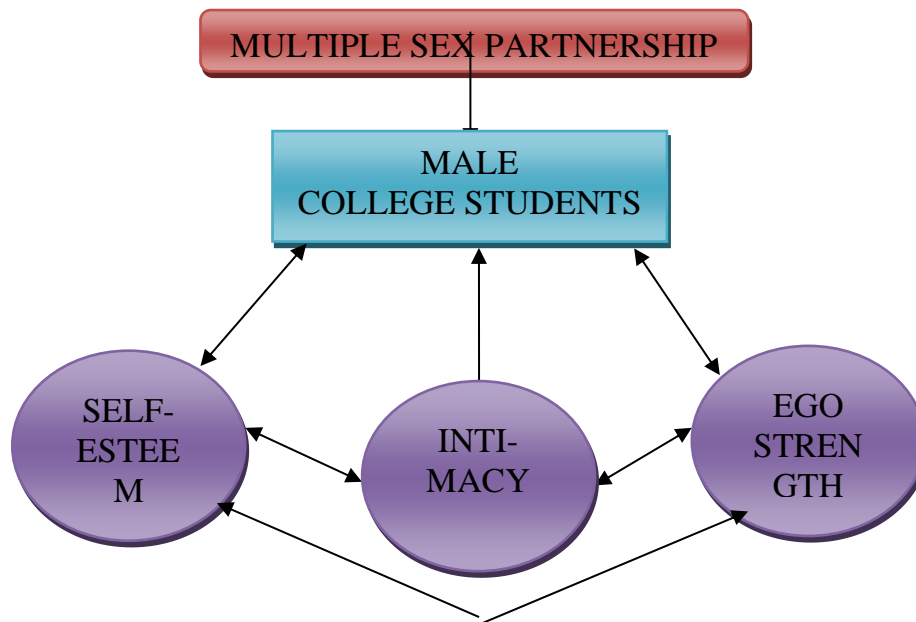 MULTIPLE SEX PARTNERSHIP
MALE
COLLEGE STUDENTS
SELF-
ESTEE
M
INTI-
MACY
EGO
STREN
GTH